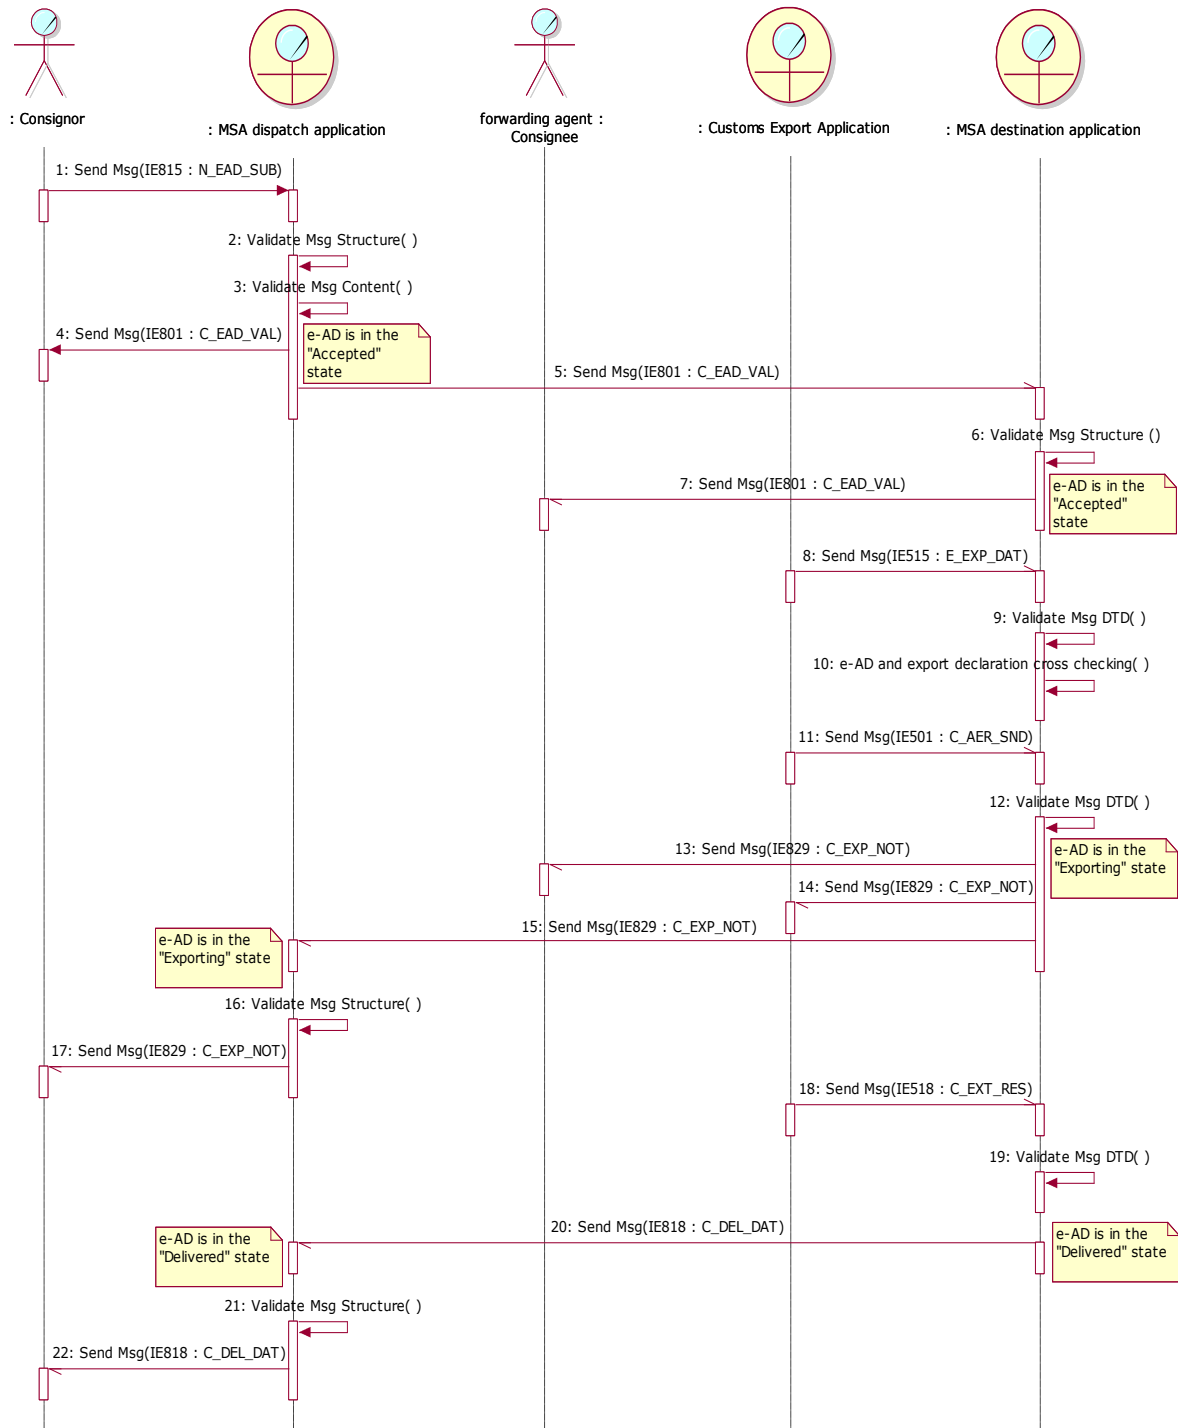 : Consignor
: MSA dispatch application
forwarding agent :
Consignee
: Customs Export Application
: MSA destination application
1: Send Msg(IE815 : N_EAD_SUB)
2: Validate Msg Structure( )
3: Validate Msg Content( )
4: Send Msg(IE801 : C_EAD_VAL)
e-AD is in the
"Accepted"
state
5: Send Msg(IE801 : C_EAD_VAL)
6: Validate Msg Structure ()
7: Send Msg(IE801 : C_EAD_VAL)
e-AD is in the
"Accepted"
state
8: Send Msg(IE515 : E_EXP_DAT)
9: Validate Msg DTD( )
10: e-AD and export declaration cross checking( )
11: Send Msg(IE501 : C_AER_SND)
12: Validate Msg DTD( )
13: Send Msg(IE829 : C_EXP_NOT)
e-AD is in the
"Exporting" state
14: Send Msg(IE829 : C_EXP_NOT)
15: Send Msg(IE829 : C_EXP_NOT)
e-AD is in the
"Exporting" state
16: Validate Msg Structure( )
17: Send Msg(IE829 : C_EXP_NOT)
18: Send Msg(IE518 : C_EXT_RES)
19: Validate Msg DTD( )
20: Send Msg(IE818 : C_DEL_DAT)
e-AD is in the
"Delivered" state
e-AD is in the
"Delivered" state
21: Validate Msg Structure( )
22: Send Msg(IE818 : C_DEL_DAT)